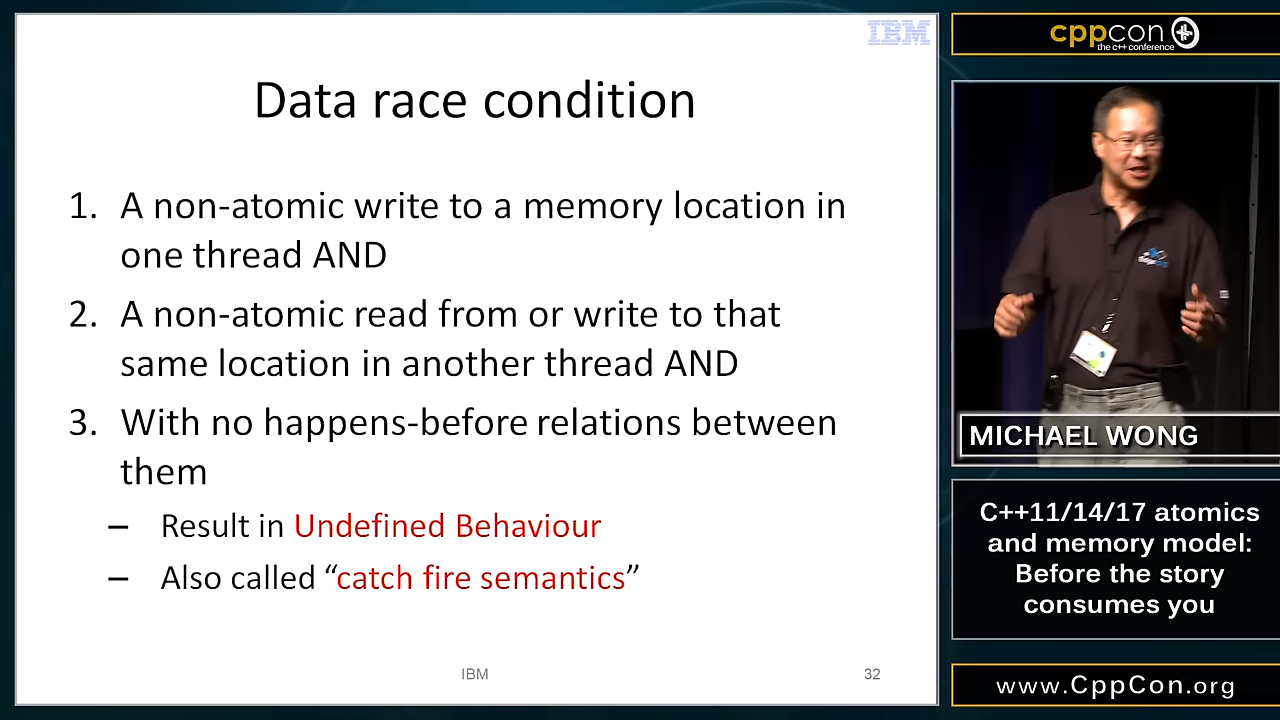 IBM
Data race condition
1. A non-atomic write to a memory location in
one thread AND
2. A non-atomic read from or write to that
same location in another thread AND
3. With no happens-before relations between
them
– Result in Undefined Behaviour
– Also called “catch fire semantics”
IBM
32
cppcon
the c++ conference
MICHAEL WONG
C++11/14/17 atomics
and memory model:
Before the story
consumes you
www.CppCon.org